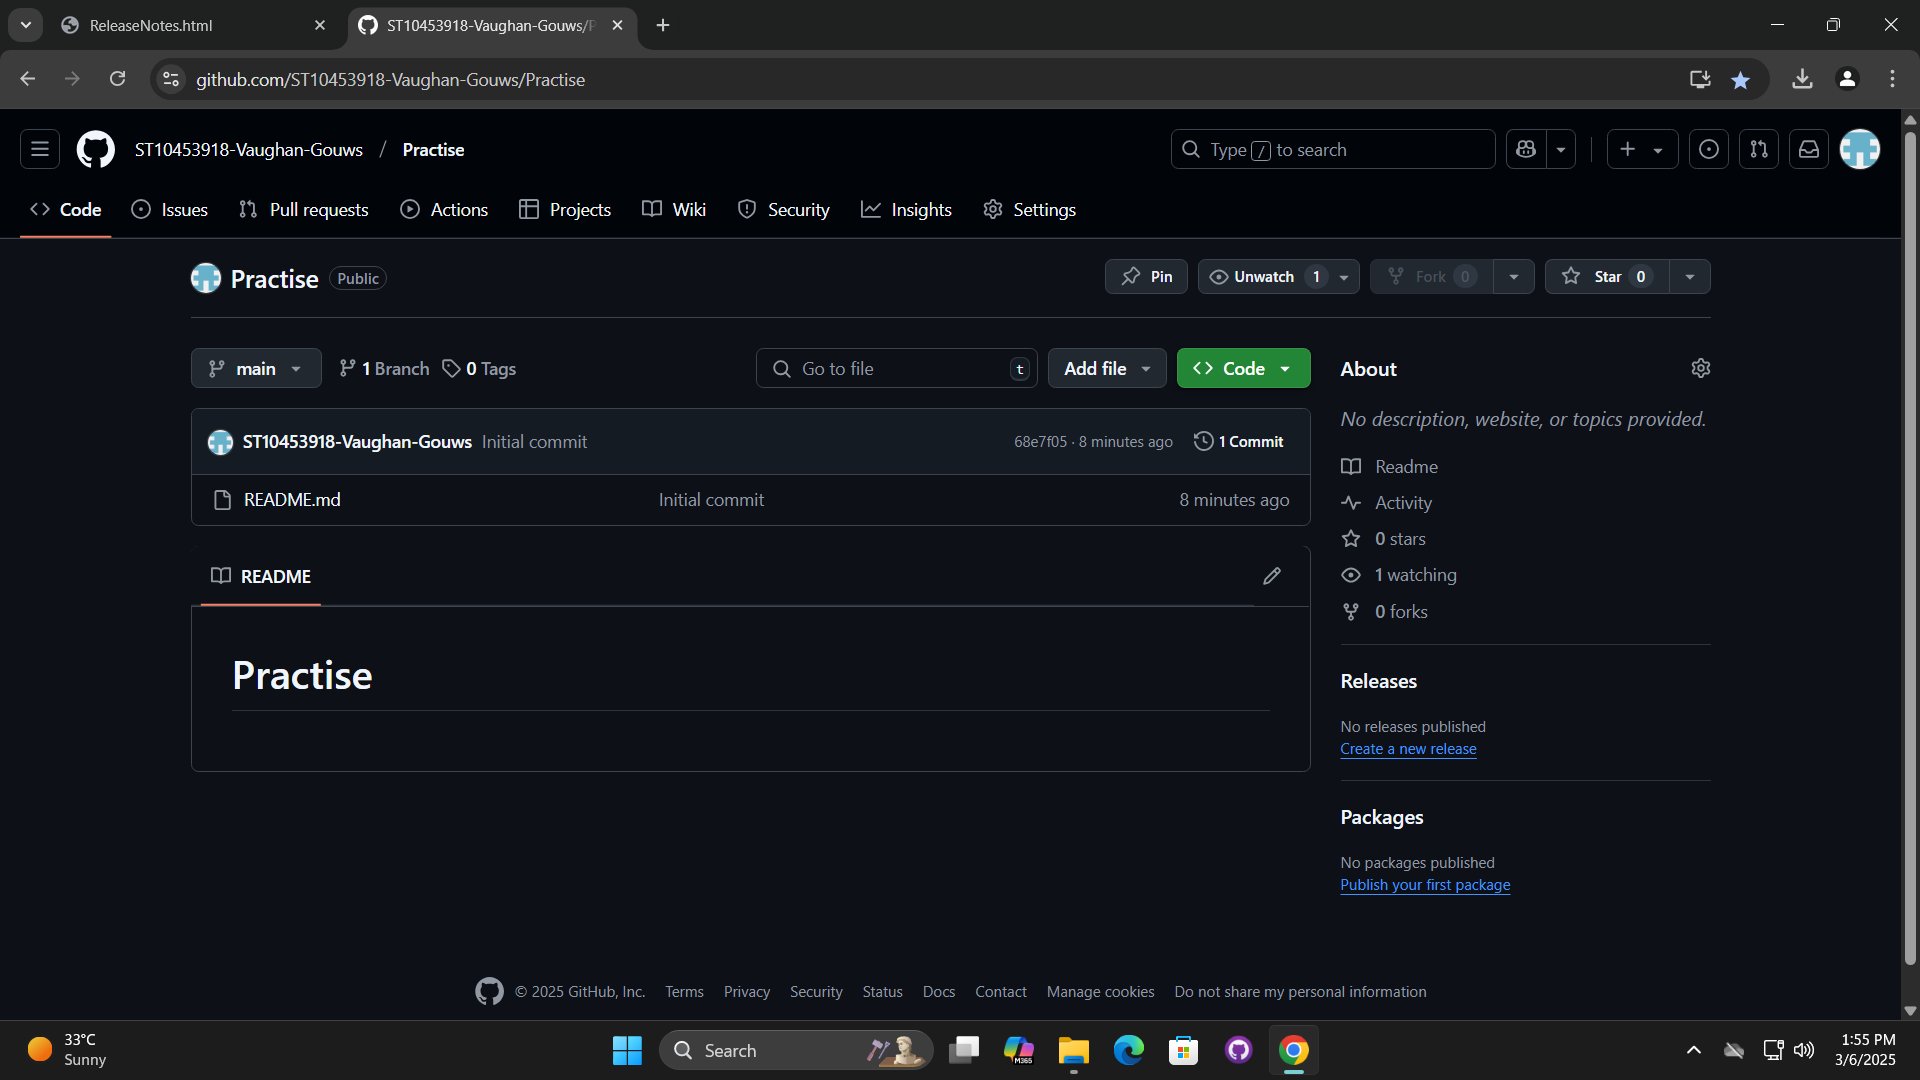 ReleaseNotes.html
ST10453918-Vaughan-Gouws/P
github.com/ST10453918-Vaughan-Gouws/Practise
ST10453918-Vaughan-Gouws / Practise
Type / to search
Code Issues Pull requests Actions Projects Wiki Security Insights Settings
Practise Public
Pin Unwatch 1 Fork 0 Star 0
main 1 Branch 0 Tags Go to file t Add file Code
ST10453918-Vaughan-Gouws Initial commit 68e7f05 · 8 minutes ago 1 Commit
README.md Initial commit 8 minutes ago
README
Practise
About
No description, website, or topics provided.
Readme
Activity
0 stars
1 watching
0 forks
Releases
No releases published
Create a new release
Packages
No packages published
Publish your first package
© 2025 GitHub, Inc. Terms Privacy Security Status Docs Contact Manage cookies Do not share my personal information
33°C
Sunny
Search
M365
1:55 PM
3/6/2025